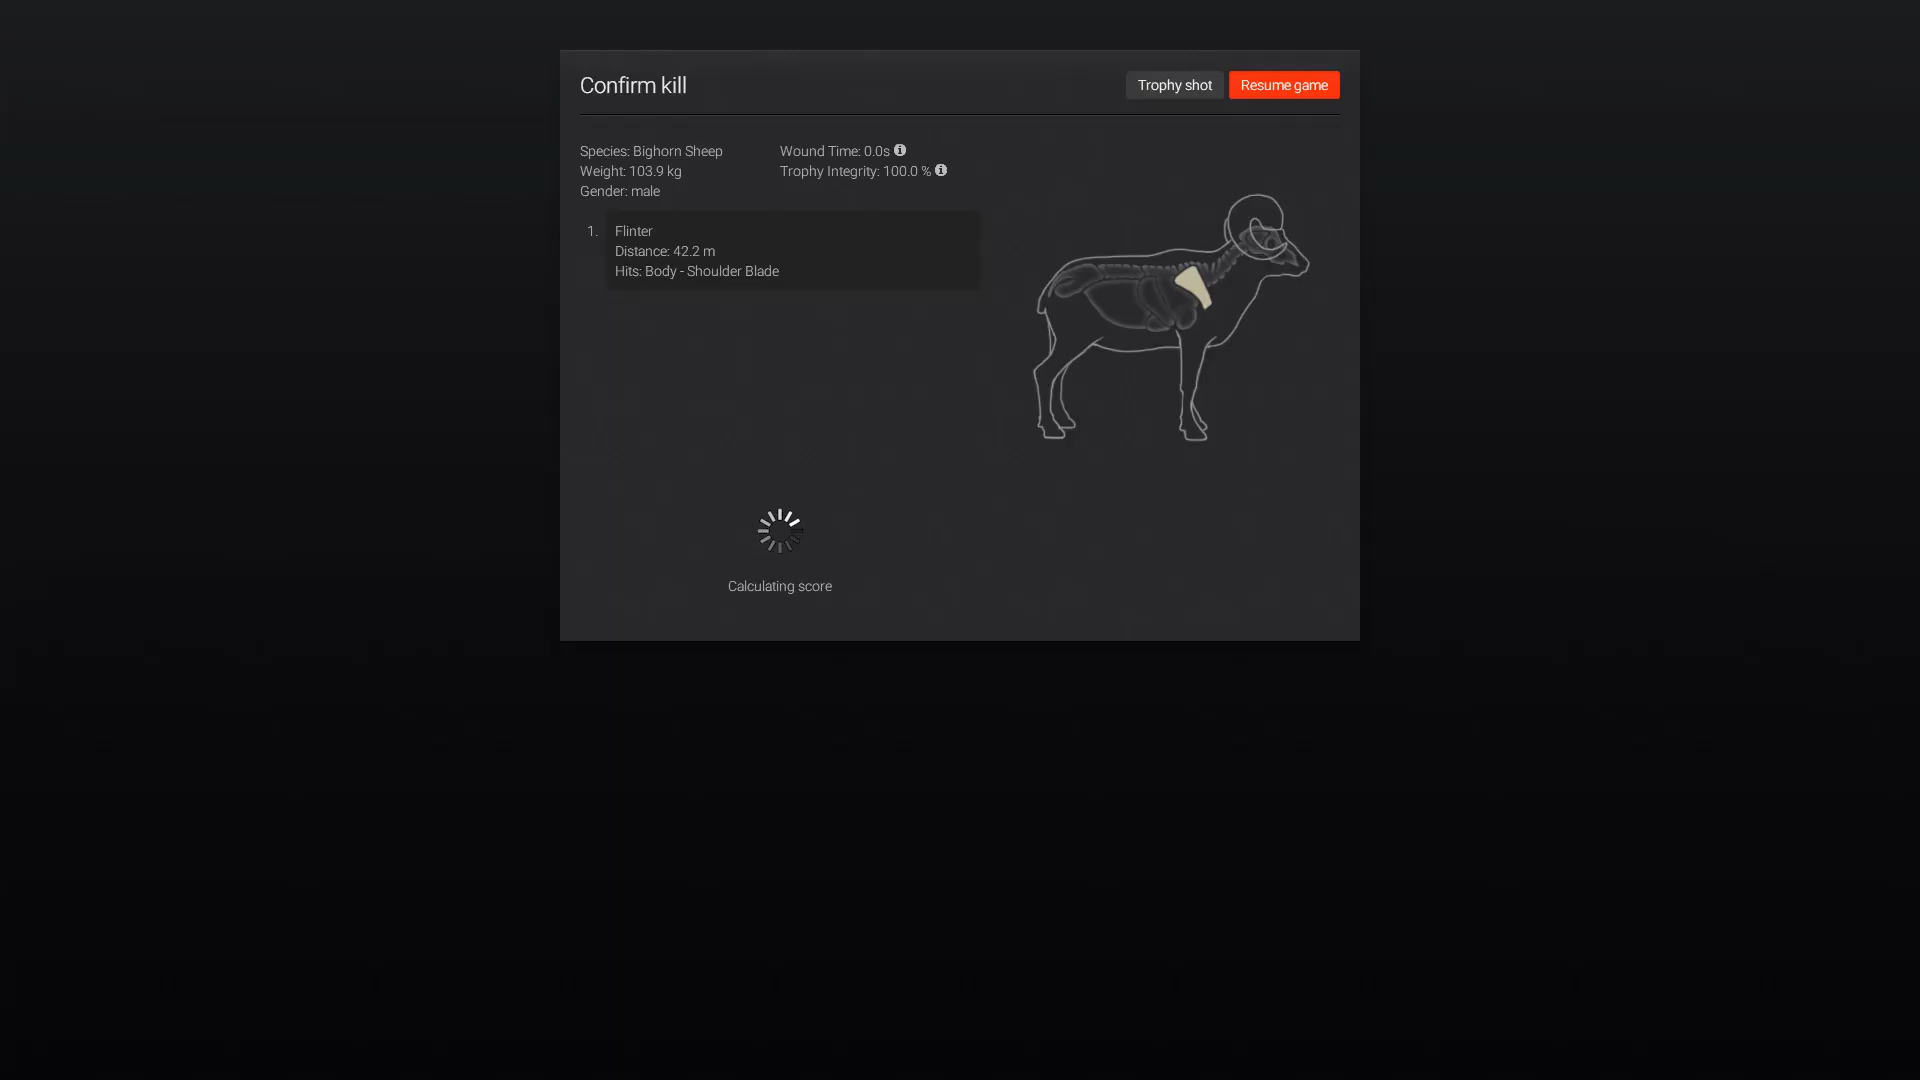 Confirm kill
Trophy shot
Resume game
Species: Bighorn Sheep
Weight: 103.9 kg
Gender: male
Wound Time: 0.0s
Trophy Integrity: 100.0 %
1.
Flinter
Distance: 42.2 m
Hits: Body - Shoulder Blade
Calculating score